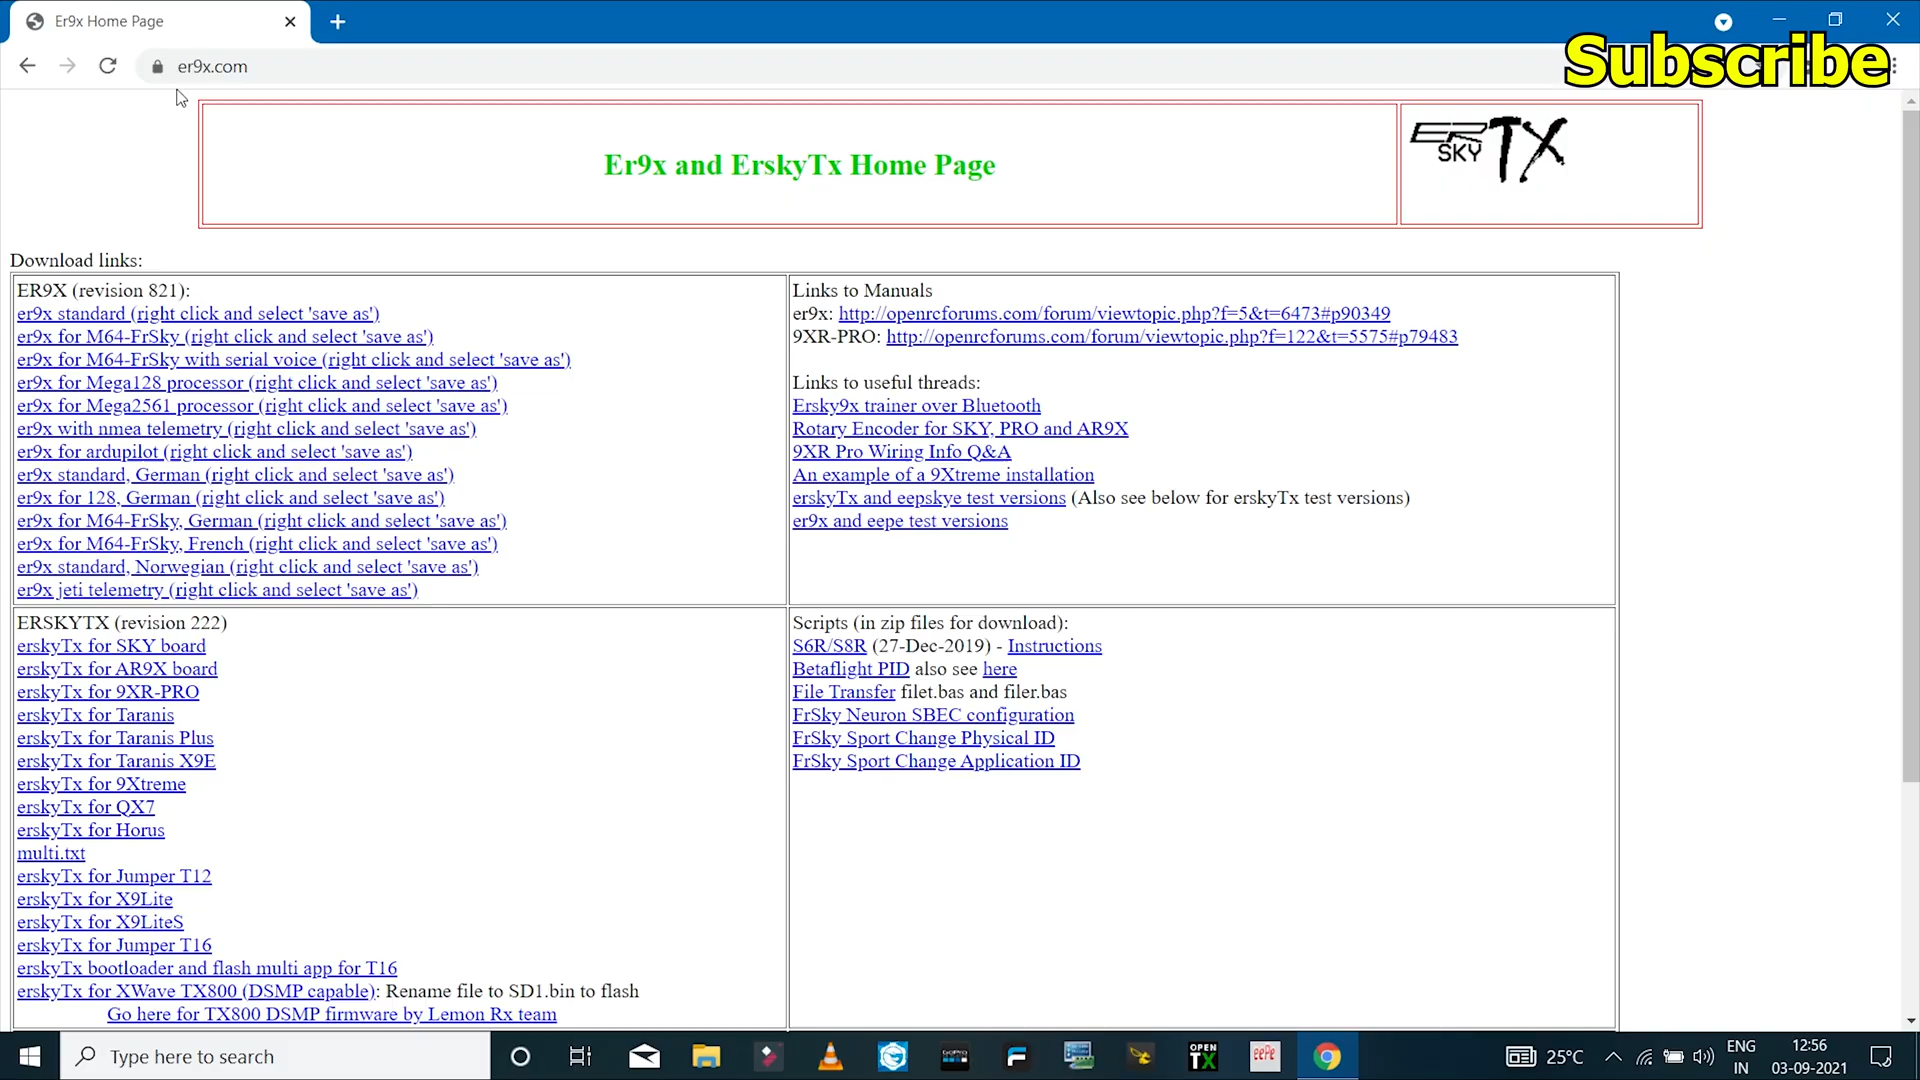 Er9x Home Page
er9x.com
Subscribe
Er9x and ErskyTx Home Page
ER SKY TX
Download links:
ER9X (revision 821):
er9x standard (right click and select 'save as')
er9x for M64-FrSky (right click and select 'save as')
er9x for M64-FrSky with serial voice (right click and select 'save as')
er9x for Mega128 processor (right click and select 'save as')
er9x for Mega2561 processor (right click and select 'save as')
er9x with nmea telemetry (right click and select 'save as')
er9x for ardupilot (right click and select 'save as')
er9x standard, German (right click and select 'save as')
er9x for 128, German (right click and select 'save as')
er9x for M64-FrSky, German (right click and select 'save as')
er9x for M64-FrSky, French (right click and select 'save as')
er9x standard, Norwegian (right click and select 'save as')
er9x jeti telemetry (right click and select 'save as')
Links to Manuals
er9x: http://openrcforums.com/forum/viewtopic.php?f=5&t=6473#p90349
9XR-PRO: http://openrcforums.com/forum/viewtopic.php?f=122&t=5575#p79483
Links to useful threads:
Ersky9x trainer over Bluetooth
Rotary Encoder for SKY, PRO and AR9X
9XR Pro Wiring Info Q&A
An example of a 9Xtreme installation
erskyTx and eepskye test versions (Also see below for erskyTx test versions)
er9x and eepe test versions
ERSKYTX (revision 222)
erskyTx for SKY board
erskyTx for AR9X board
erskyTx for 9XR-PRO
erskyTx for Taranis
erskyTx for Taranis Plus
erskyTx for Taranis X9E
erskyTx for 9Xtreme
erskyTx for QX7
erskyTx for Horus
multi.txt
erskyTx for Jumper T12
erskyTx for X9Lite
erskyTx for X9LiteS
erskyTx for Jumper T16
erskyTx bootloader and flash multi app for T16
erskyTx for XWave TX800 (DSMP capable): Rename file to SD1.bin to flash
Go here for TX800 DSMP firmware by Lemon Rx team
Scripts (in zip files for download):
S6R/S8R (27-Dec-2019) - Instructions
Betaflight PID also see here
File Transfer filet.bas and filer.bas
FrSky Neuron SBEC configuration
FrSky Sport Change Physical ID
FrSky Sport Change Application ID
Type here to search
GoPro
OPEN TX
eepe
25°C
ENG
IN
12:56
03-09-2021